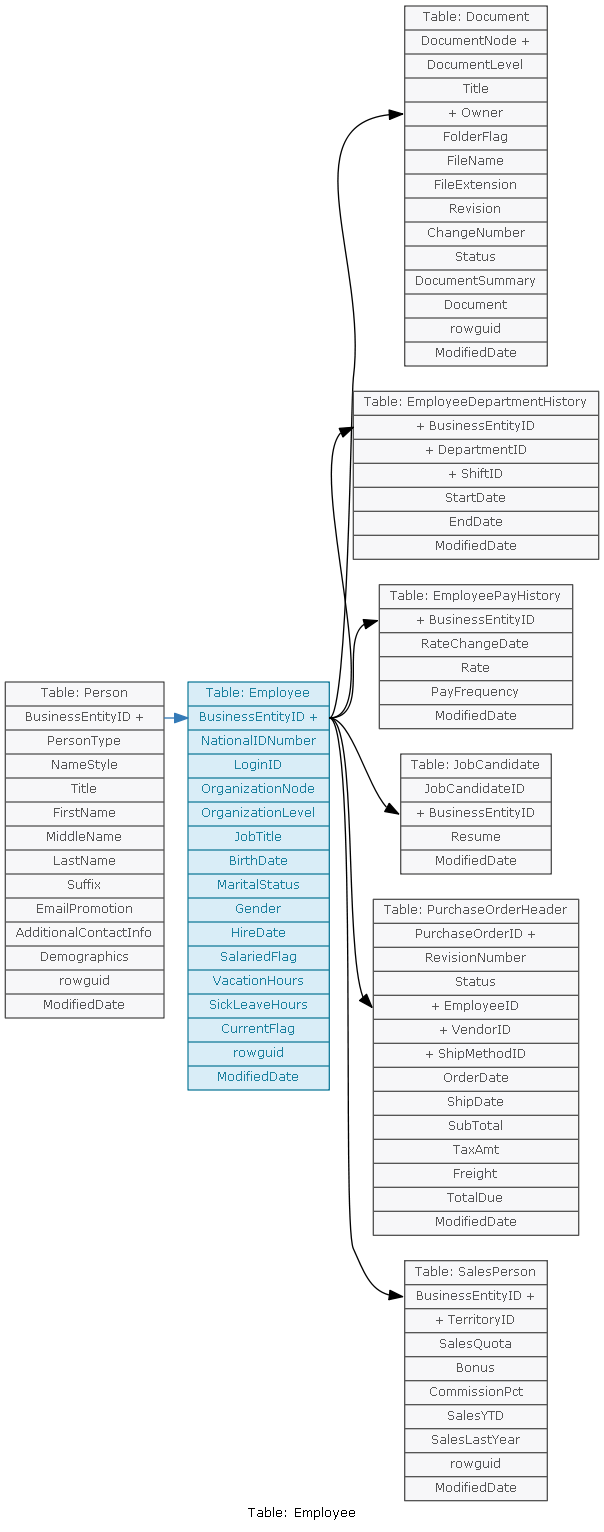 Table: Document
DocumentNode +
DocumentLevel
Title
+ Owner
FolderFlag
FileName
FileExtension
Revision
ChangeNumber
Status
DocumentSummary
Document
rowguid
ModifiedDate
Table: EmployeeDepartmentHistory
+ BusinessEntityID
+ DepartmentID
+ ShiftID
StartDate
EndDate
ModifiedDate
Table: EmployeePayHistory
+ BusinessEntityID
RateChangeDate
Rate
PayFrequency
ModifiedDate
Table: Person
BusinessEntityID +
PersonType
NameStyle
Title
FirstName
MiddleName
LastName
Suffix
EmailPromotion
AdditionalContactInfo
Demographics
rowguid
ModifiedDate
Table: Employee
BusinessEntityID +
NationalIDNumber
LoginID
OrganizationNode
OrganizationLevel
JobTitle
BirthDate
MaritalStatus
Gender
HireDate
SalariedFlag
VacationHours
SickLeaveHours
CurrentFlag
rowguid
ModifiedDate
Table: JobCandidate
JobCandidateID
+ BusinessEntityID
Resume
ModifiedDate
Table: PurchaseOrderHeader
PurchaseOrderID +
RevisionNumber
Status
+ EmployeeID
+ VendorID
+ ShipMethodID
OrderDate
ShipDate
SubTotal
TaxAmt
Freight
TotalDue
ModifiedDate
Table: SalesPerson
BusinessEntityID +
+ TerritoryID
SalesQuota
Bonus
CommissionPct
SalesYTD
SalesLastYear
rowguid
ModifiedDate
Table: Employee